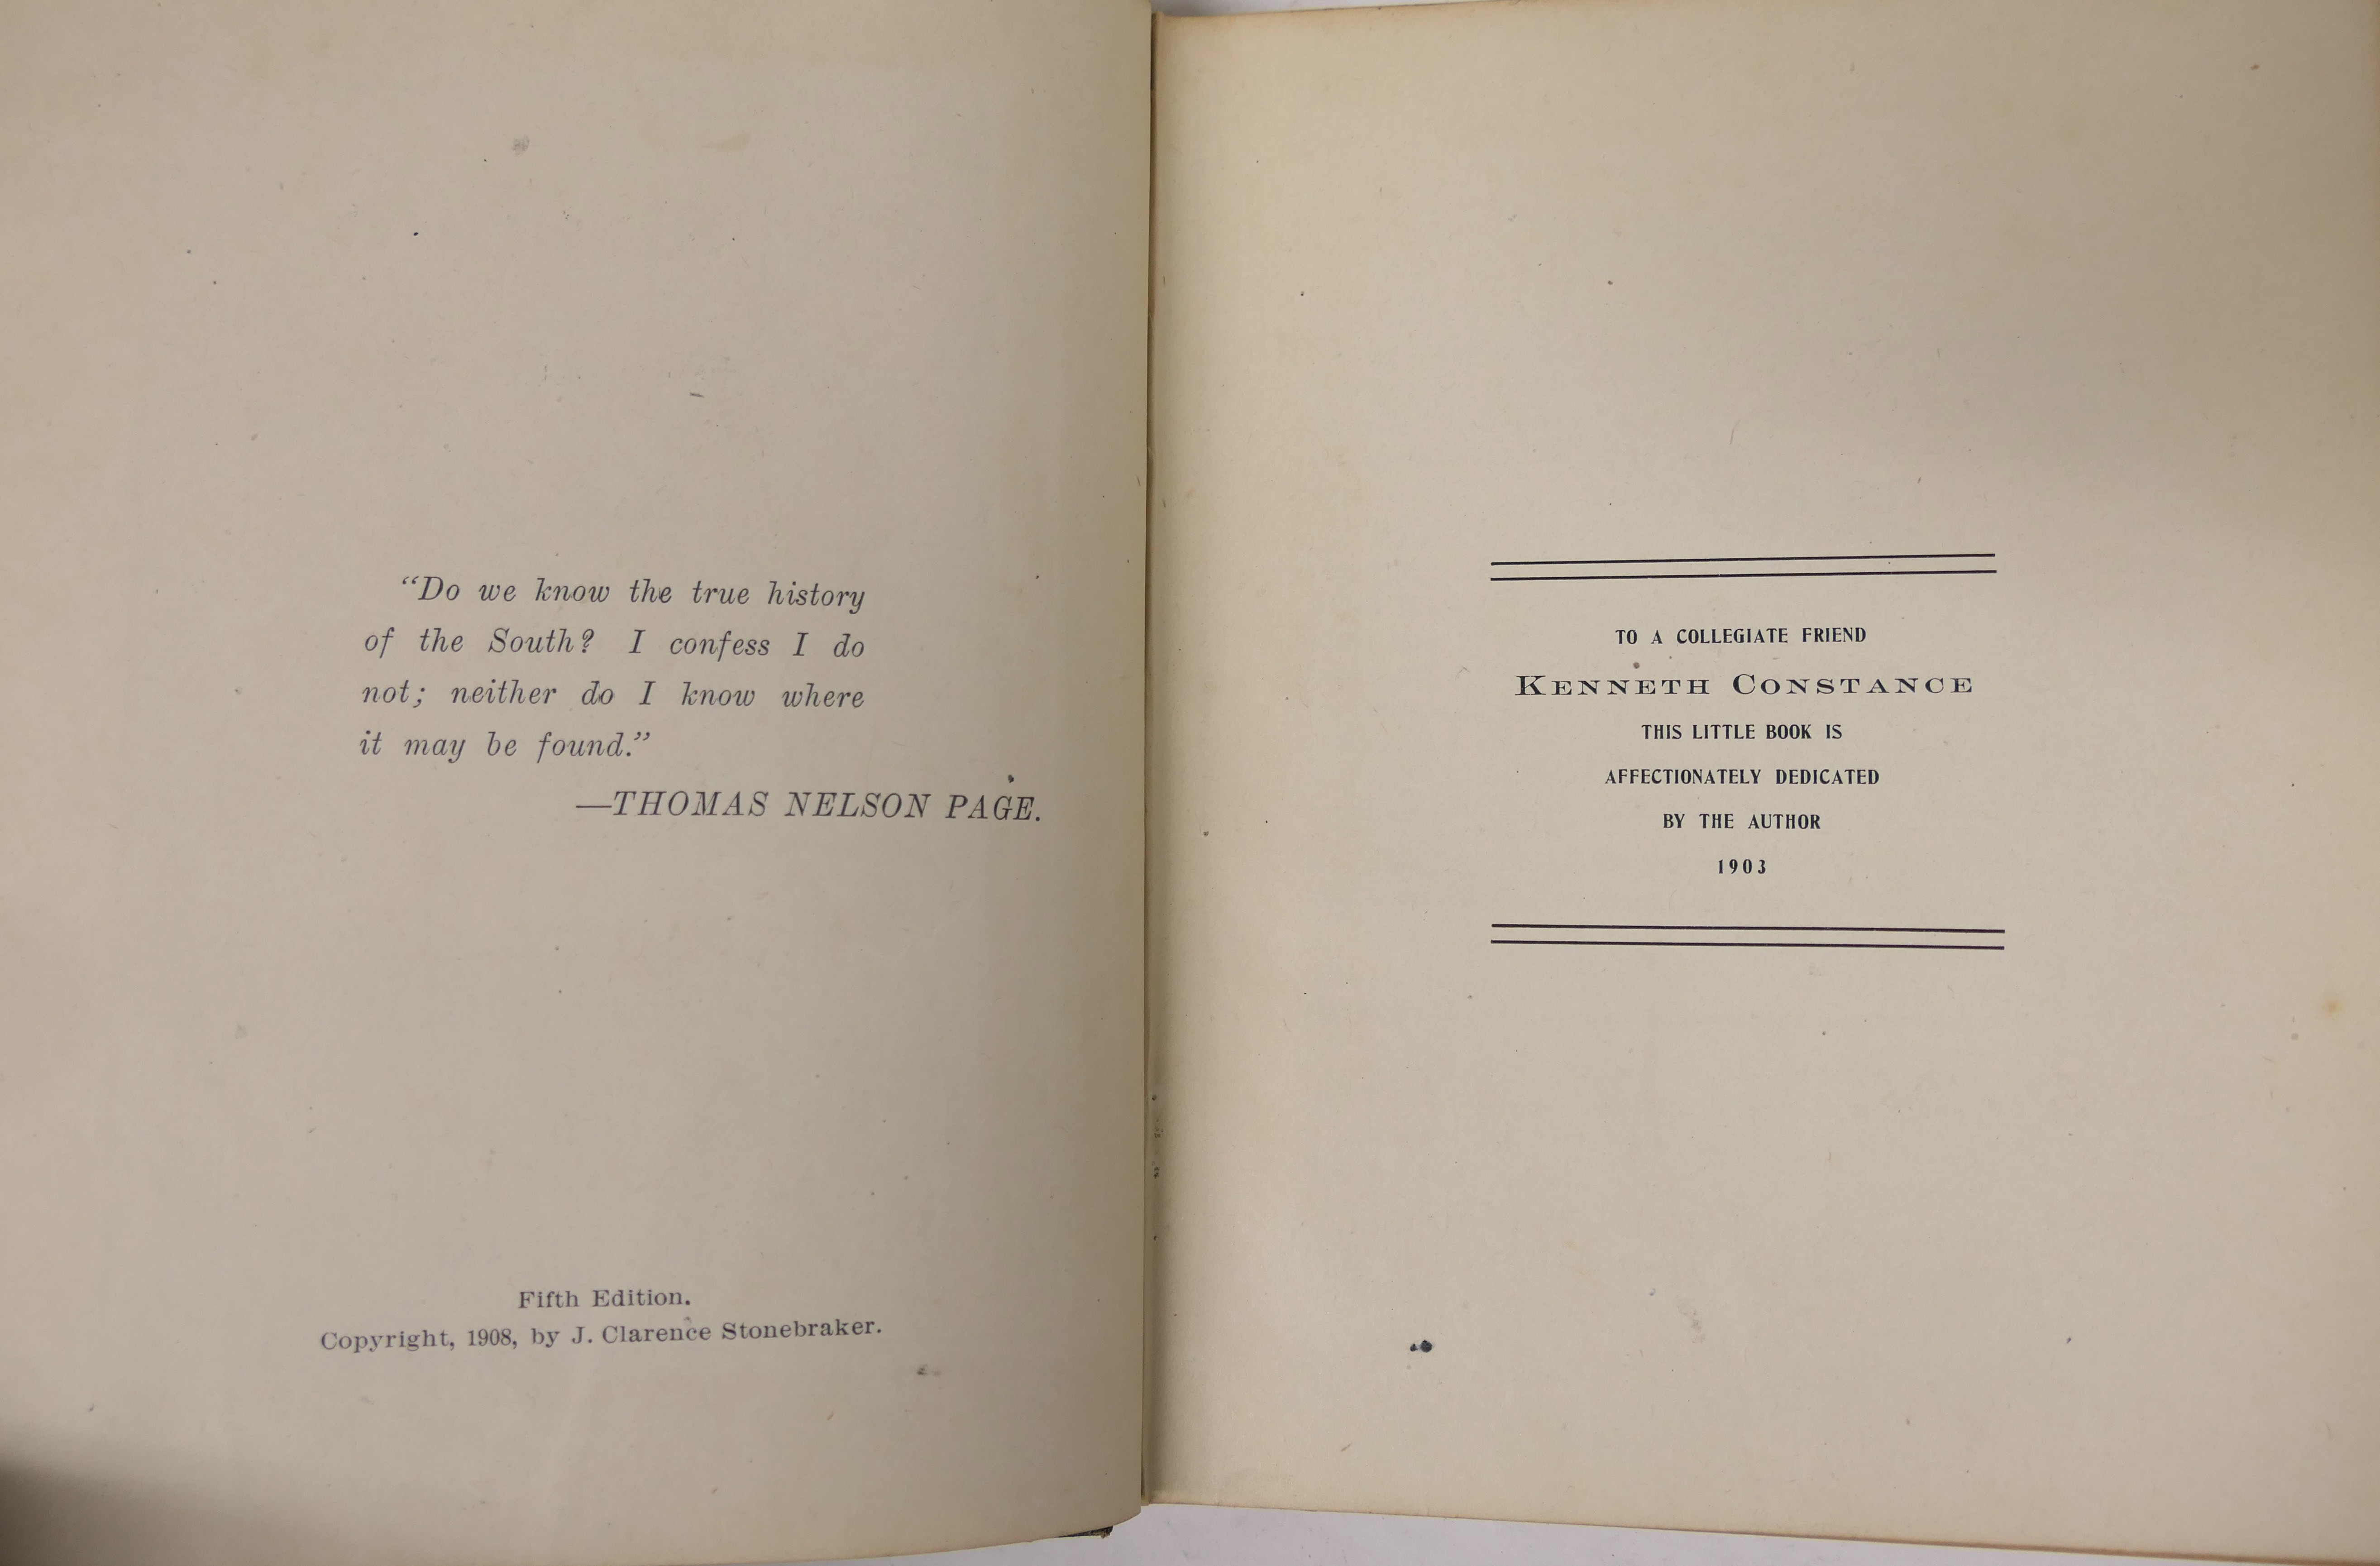 “Do we know the true history
of the South? I confess I do
not; neither do I know where
it may be found.”
—THOMAS NELSON PAGE.
Fifth Edition.
Copyright, 1908, by J. Clarence Stonebraker.
TO A COLLEGIATE FRIEND
KENNETH CONSTANCE
THIS LITTLE BOOK IS
AFFECTIONATELY DEDICATED
BY THE AUTHOR
1903